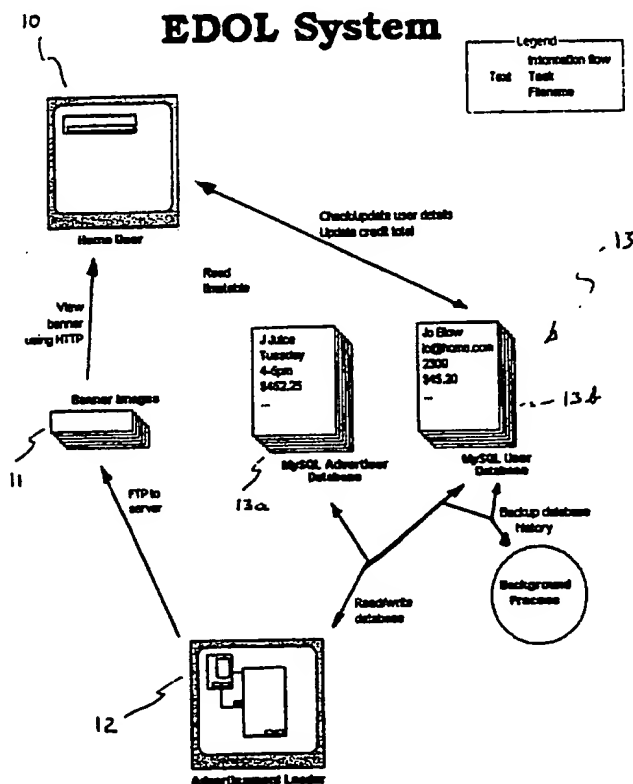 10
EDOL System
Legend
Information flow
Text Task
Filename
Home User
Check/update user details
Update credit total
13
Read
timetable
View
banner
using HTTP
J Juice
Tuesday
4-6pm
$462.25
...
Jo Blow
jo@home.com
2300
$45.20
...
13b
Banner Images
11
MySQL Advertiser
Database
13a
MySQL User
Database
FTP to
server
Backup database
history
Read/write
database
Background
Process
12
Advertisement Loader